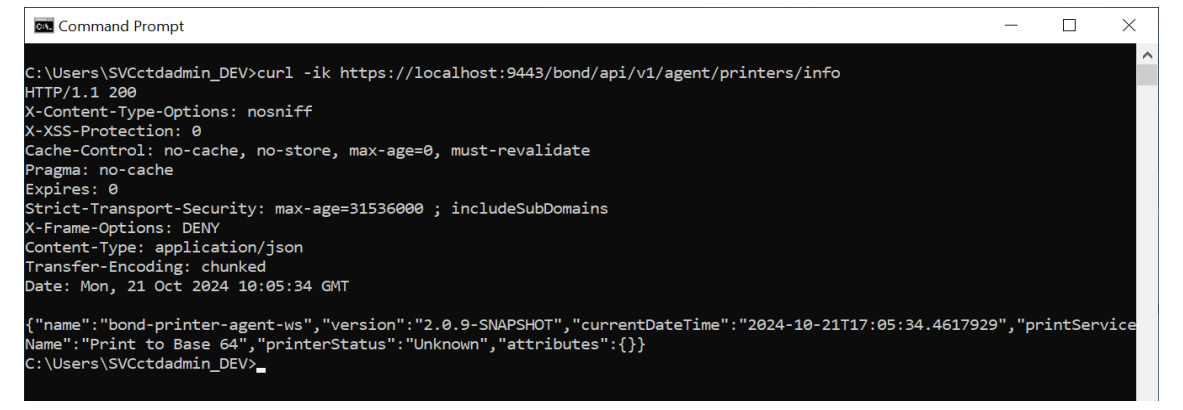 Command Prompt
C:\Users\SVCctdadmin_DEV>curl -ik https://localhost:9443/bond/api/v1/agent/printers/info
HTTP/1.1 200
X-Content-Type-Options: nosniff
X-XSS-Protection: 0
Cache-Control: no-cache, no-store, max-age=0, must-revalidate
Pragma: no-cache
Expires: 0
Strict-Transport-Security: max-age=31536000 ; includeSubDomains
X-Frame-Options: DENY
Content-Type: application/json
Transfer-Encoding: chunked
Date: Mon, 21 Oct 2024 10:05:34 GMT
{"name":"bond-printer-agent-ws","version":"2.0.9-SNAPSHOT","currentDateTime":"2024-10-21T17:05:34.4617929","printService
Name":"Print to Base 64","printerStatus":"Unknown","attributes":{}}
C:\Users\SVCctdadmin_DEV>